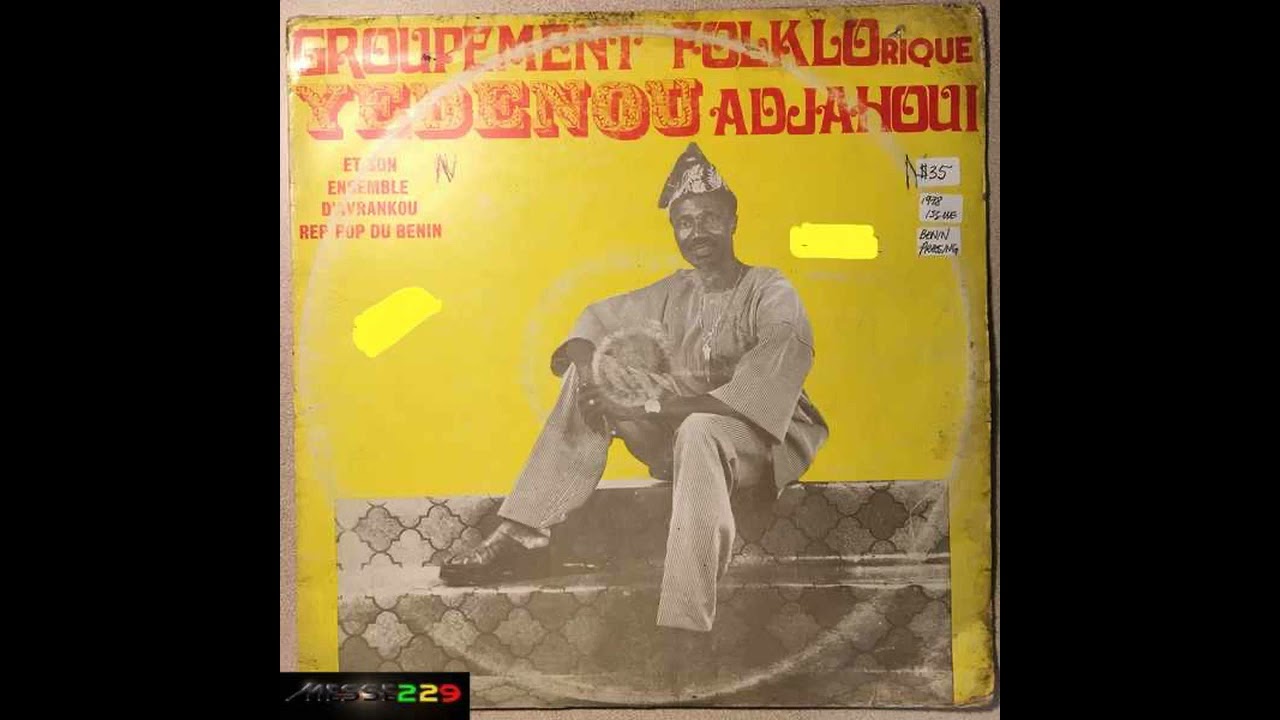 GROUPEMENT FOLKLORIQUE
YEDENOU ADJAHOUI
ET SON
ENSEMBLE
D'AVRANKOU
REP POP DU BENIN
N
N
$35
1978
ISSUE
BENIN
PRESSING
MESSE229